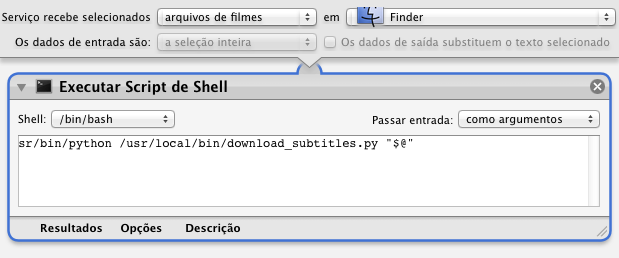 Serviço recebe selecionados arquivos de filmes em Finder
Os dados de entrada são: a seleção inteira Os dados de saída substituem o texto selecionado
Executar Script de Shell
Shell: /bin/bash Passar entrada: como argumentos
sr/bin/python /usr/local/bin/download_subtitles.py "$@"
Resultados Opções Descrição